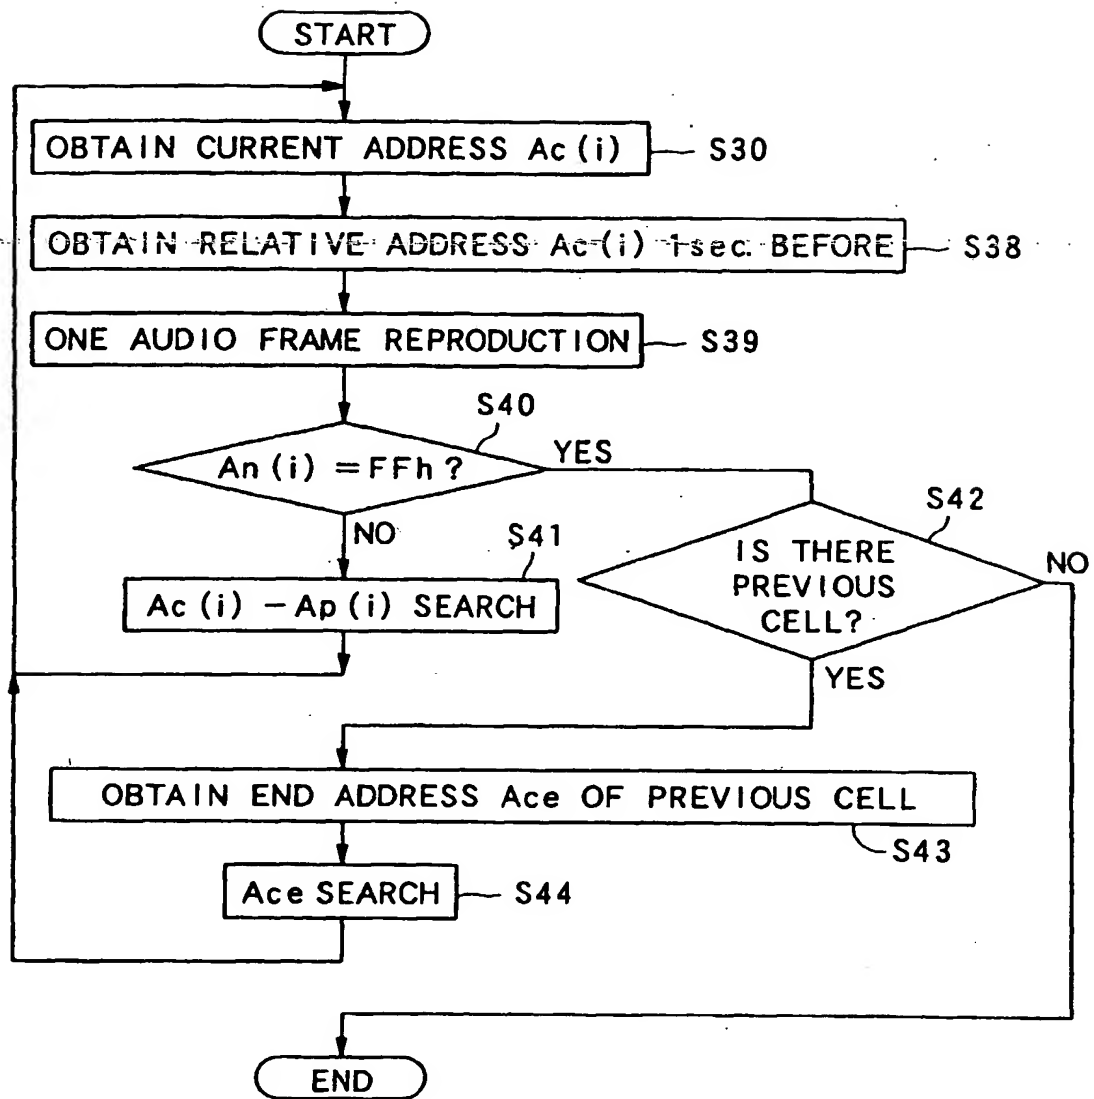 START
OBTAIN CURRENT ADDRESS Ac(i)
S30
OBTAIN RELATIVE ADDRESS Ac(i) 1sec. BEFORE
S38
ONE AUDIO FRAME REPRODUCTION
S39
S40
An(i) =FFh?
YES
NO
S41
Ac(i) -Ap(i) SEARCH
S42
IS THERE
PREVIOUS
CELL?
NO
YES
OBTAIN END ADDRESS Ace OF PREVIOUS CELL
S43
Ace SEARCH
S44
END